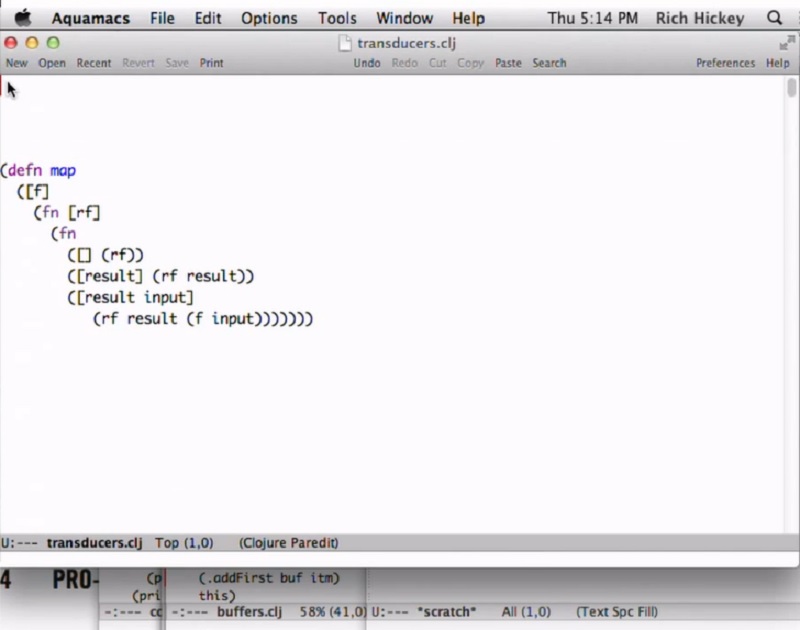 Aquamacs File Edit Options Tools Window Help Thu 5:14 PM Rich Hickey
transducers.clj
New Open Recent Revert Save Print Undo Redo Cut Copy Paste Search Preferences Help
(defn map
([f]
(fn [rf]
(fn
([] (rf))
([result] (rf result))
([result input]
(rf result (f input)))))))
U:--- transducers.clj Top (1,0) (Clojure Paredit)
4 PRO- (p (.addFirst buf itm)
(pri this)
-:--- cc -:--- buffers.clj 58% (41,0) U:--- *scratch* All (1,0) (Text Spc Fill)